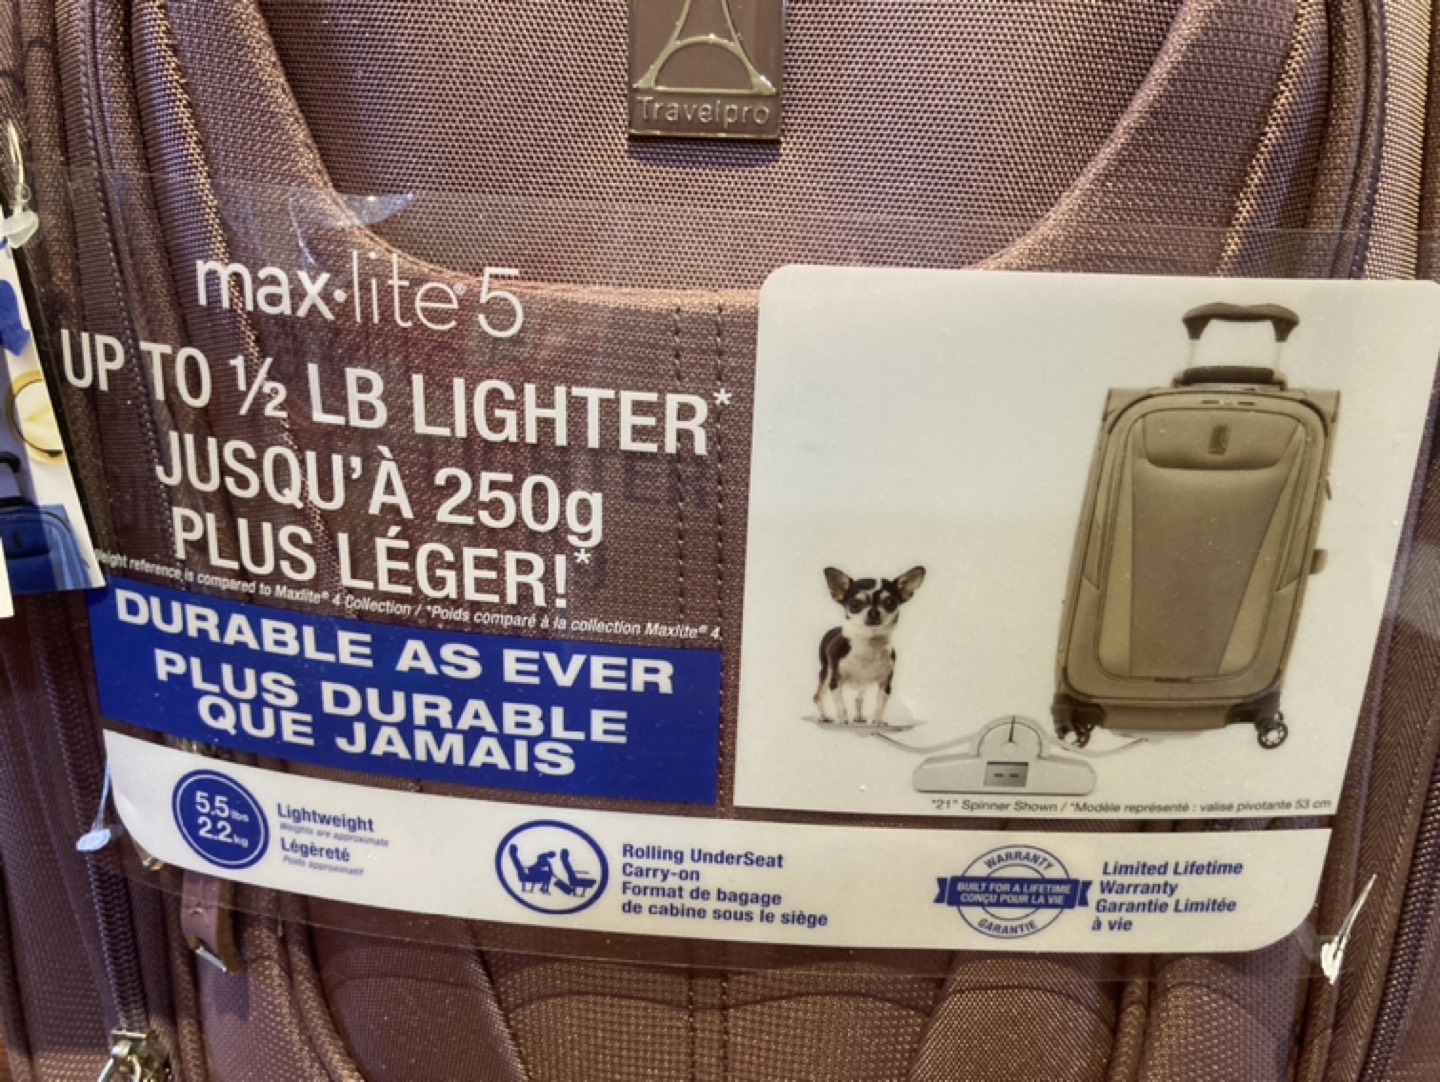 Travelpro
max·lite·5
UP TO ½ LB LIGHTER*
JUSQU'À 250g
PLUS LÉGER!*
Weight reference is compared to Maxlite® 4 Collection / *Poids comparé à la collection Maxlite® 4.
DURABLE AS EVER
PLUS DURABLE
QUE JAMAIS
5.5lbs
2.2kg
Lightweight
Weights are approximate
Légèreté
Poids approximatif
Rolling UnderSeat
Carry-on
Format de bagage
de cabine sous le siège
WARRANTY
BUILT FOR A LIFETIME
CONÇU POUR LA VIE
GARANTIE
Limited Lifetime
Warranty
Garantie Limitée
à vie
*21" Spinner Shown / *Modèle représenté : valise pivotante 53 cm